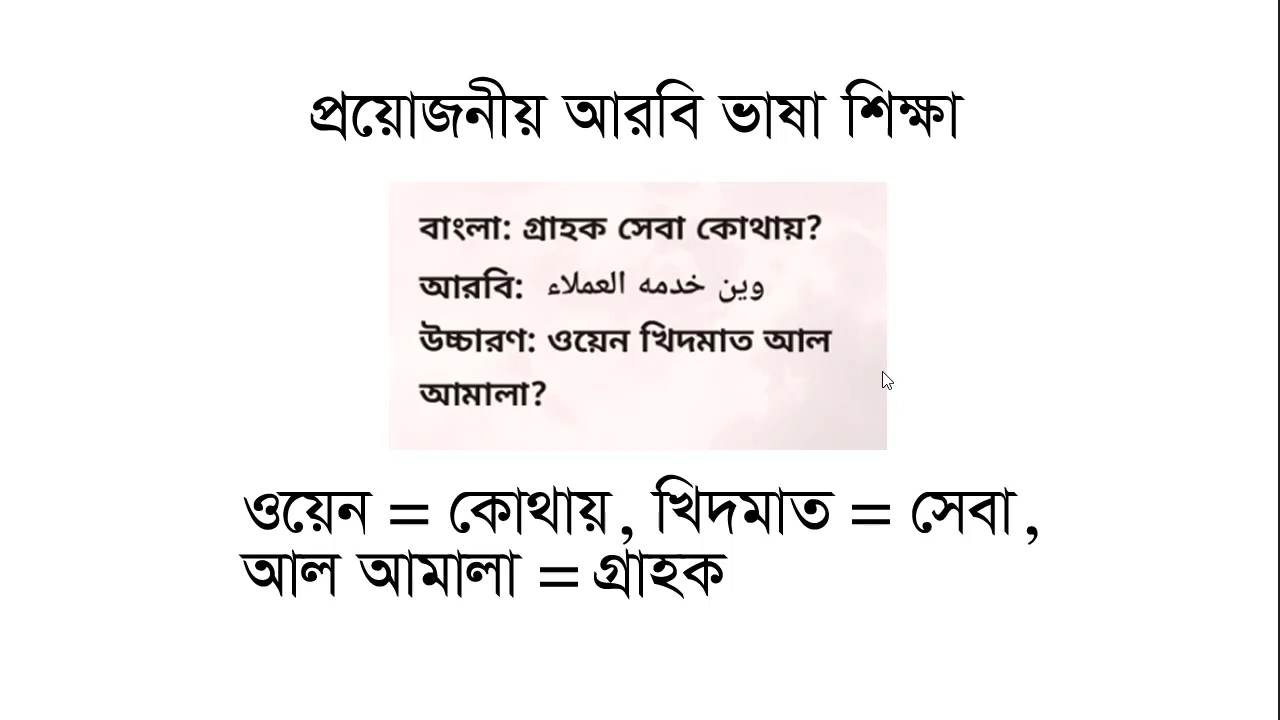 প্রয়োজনীয় আরবি ভাষা শিক্ষা
বাংলা: গ্রাহক সেবা কোথায়?
আরবি: وين خدمه العملاء
উচ্চারণ: ওয়েন খিদমাত আল
আমালা?
ওয়েন = কোথায়, খিদমাত = সেবা,
আল আমালা = গ্রাহক